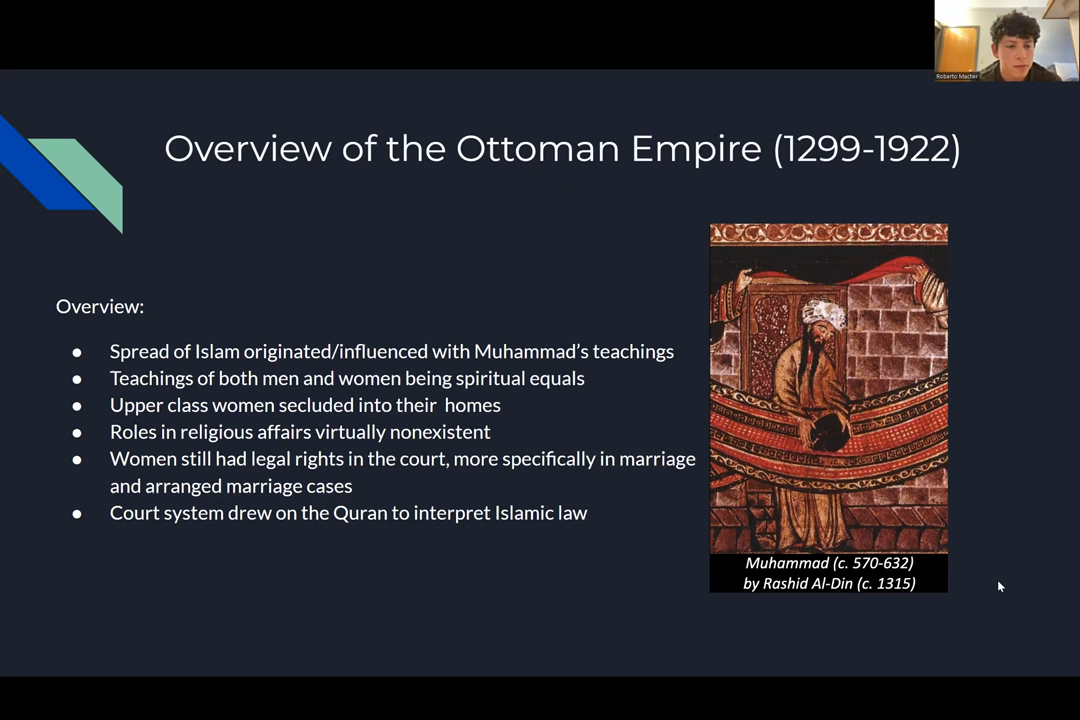 Roberto Macher
Overview of the Ottoman Empire (1299-1922)
Overview:
● Spread of Islam originated/influenced with Muhammad's teachings
● Teachings of both men and women being spiritual equals
● Upper class women secluded into their homes
● Roles in religious affairs virtually nonexistent
● Women still had legal rights in the court, more specifically in marriage
and arranged marriage cases
● Court system drew on the Quran to interpret Islamic law
Muhammad (c. 570-632)
by Rashid Al-Din (c. 1315)